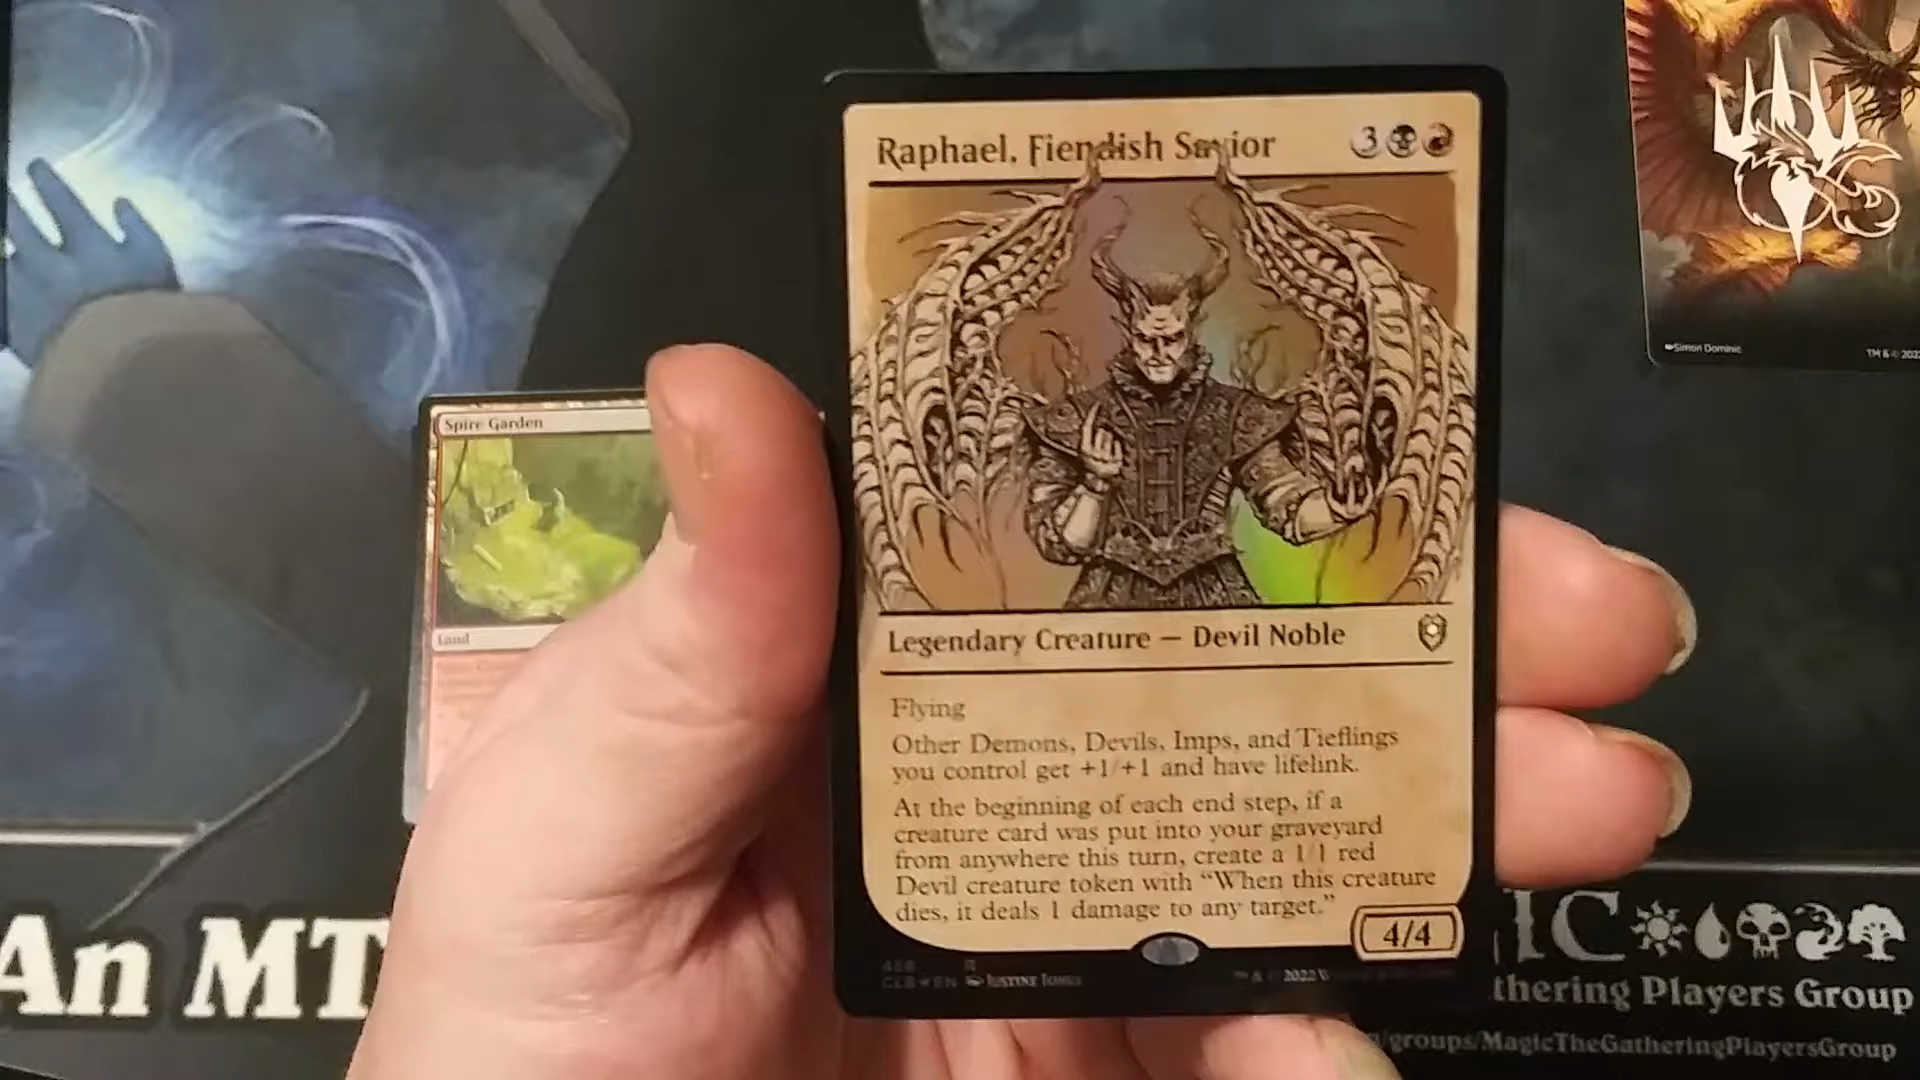 Raphael, Fiendish Savior 3
Legendary Creature — Devil Noble
Flying
Other Demons, Devils, Imps, and Tieflings
you control get +1/+1 and have lifelink.
At the beginning of each end step, if a
creature card was put into your graveyard
from anywhere this turn, create a 1/1 red
Devil creature token with “When this creature
dies, it deals 1 damage to any target.”
4/4
CLB EN Justine Jones
2022
Spire Garden
Land
Simon Dominic
TM & © 202
An MT
IC
thering Players Group
/groups/MagicTheGatheringPlayersGroup